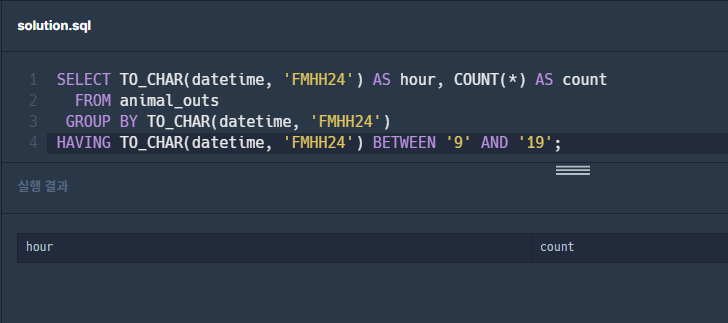 solution.sql
1 SELECT TO_CHAR(datetime, 'FMHH24') AS hour, COUNT(*) AS count
2 FROM animal_outs
3 GROUP BY TO_CHAR(datetime, 'FMHH24')
4 HAVING TO_CHAR(datetime, 'FMHH24') BETWEEN '9' AND '19';
실행 결과
hour count